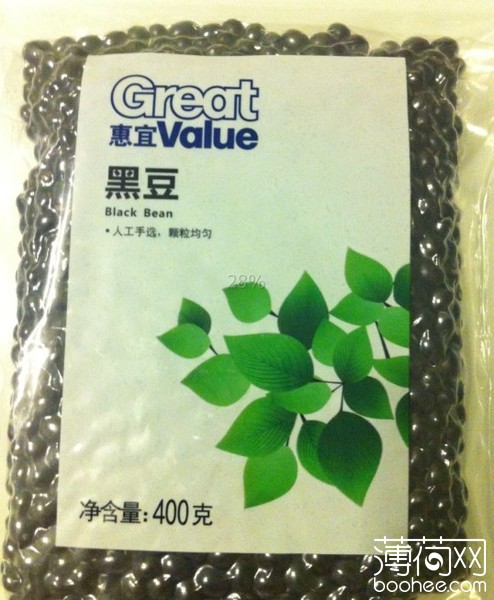 Great
惠宜Value
黑豆
Black Bean
•人工手选，颗粒均匀
28%
净含量：400克
薄荷网
boohee.com